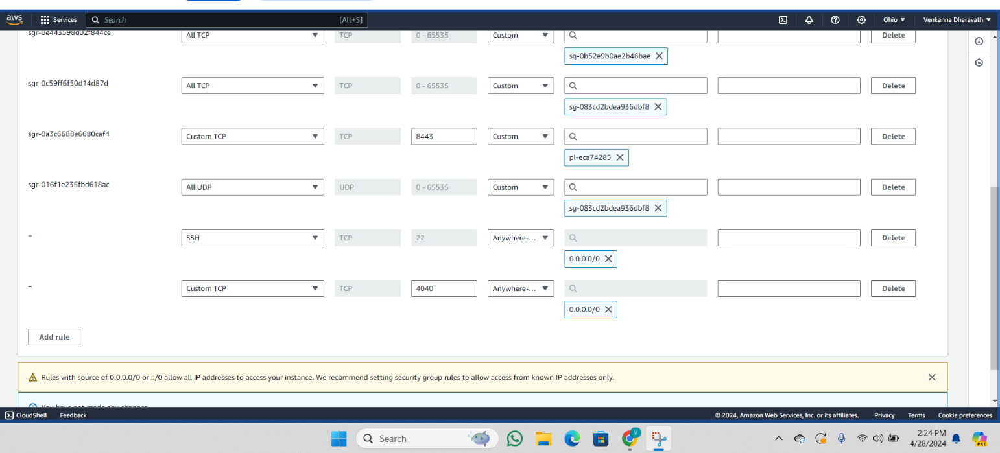 aws
Services
Search
[Alt+S]
Ohio ▼
Venkanna Dharavath ▼
sgr-0e443598d02f844ce
All TCP
TCP
0 - 65535
Custom
Delete
sg-0b52e9b0ae2b46bae
sgr-0c59ff6f50d14d87d
All TCP
TCP
0 - 65535
Custom
Delete
sg-083cd2bdea936dbf8
sgr-0a3c6688e6680caf4
Custom TCP
TCP
8443
Custom
Delete
pl-eca74285
sgr-016f1e235fbd618ac
All UDP
UDP
0 - 65535
Custom
Delete
sg-083cd2bdea936dbf8
–
SSH
TCP
22
Anywhere-...
Delete
0.0.0.0/0
–
Custom TCP
TCP
4040
Anywhere-...
Delete
0.0.0.0/0
Add rule
Rules with source of 0.0.0.0/0 or ::/0 allow all IP addresses to access your instance. We recommend setting security group rules to allow access from known IP addresses only.
You have not made any changes
CloudShell
Feedback
© 2024, Amazon Web Services, Inc. or its affiliates.
Privacy
Terms
Cookie preferences
Search
V
2:24 PM
4/28/2024
PRE